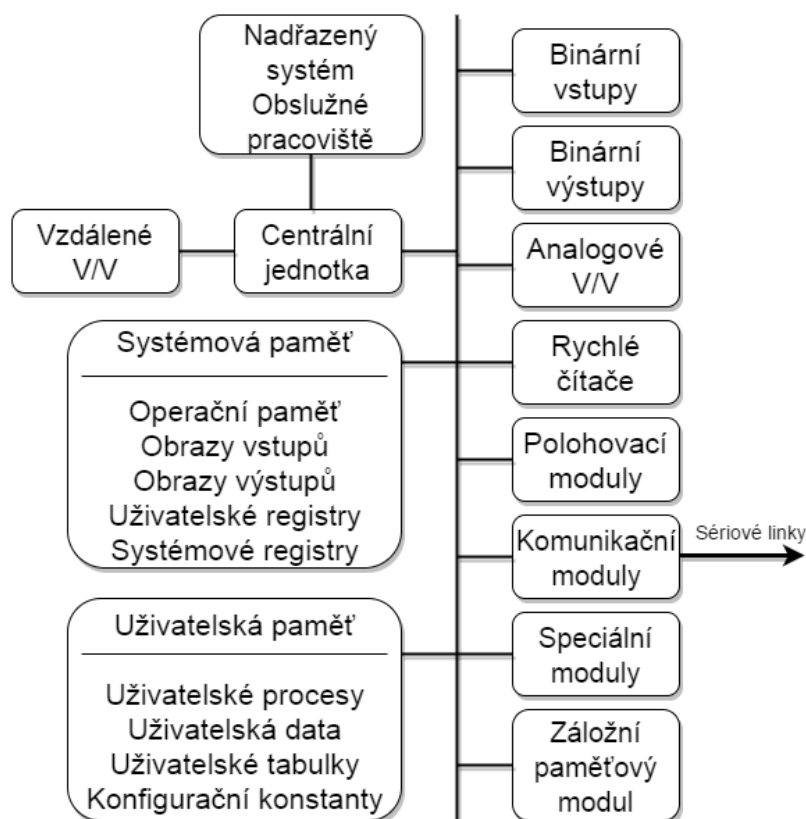 Nadřazený
systém
Obslužné
pracoviště
Vzdálené
V/V
Centrální
jednotka
Systémová paměť
Operační paměť
Obrazy vstupů
Obrazy výstupů
Uživatelské registry
Systémové registry
Uživatelská paměť
Uživatelské procesy
Uživatelská data
Uživatelské tabulky
Konfigurační konstanty
Binární
vstupy
Binární
výstupy
Analogové
V/V
Rychlé
čítače
Polohovací
moduly
Komunikační
moduly
Sériové linky
Speciální
moduly
Záložní
paměťový
modul